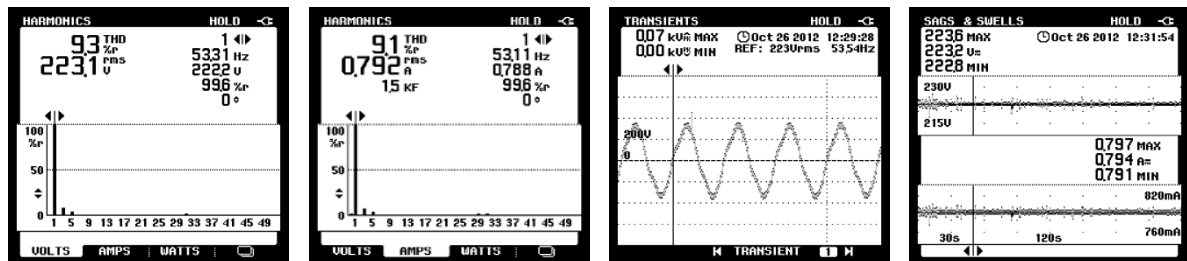 HARMONICS HOLD
9,3 THD %r
223,1 rms V
1
53,31 Hz
222,2 V
99,6 %r
0°
100
%r
50
0
1 5 9 13 17 21 25 29 33 37 41 45 49
VOLTS AMPS WATTS
HARMONICS HOLD
9,1 THD %r
0,792 rms A
1,5 KF
1
53,11 Hz
0,788 A
99,6 %r
0°
100
%r
50
0
1 5 9 13 17 21 25 29 33 37 41 45 49
VOLTS AMPS WATTS
TRANSIENTS HOLD
0,07 MAX
0,00 MIN
Oct 26 2012 12:29:28
REF: 223Vrms 53,54Hz
200V
0
TRANSIENT 1
SAGS & SWELLS HOLD
223,6 MAX
223,2 V
222,8 MIN
Oct 26 2012 12:31:54
230V
215V
0,797 MAX
0,794 A
0,791 MIN
820mA
760mA
30s 120s